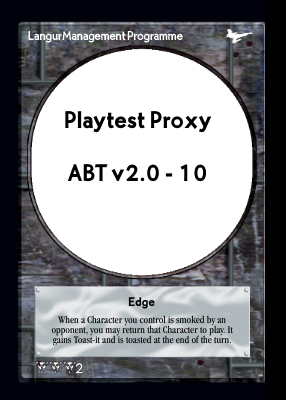 Langur Management Programme
Playtest Proxy
ABT v2.0 - 10
Edge
When a Character you control is smoked by an
opponent, you may return that Character to play. It
gains Toast-it and is toasted at the end of the turn.
2